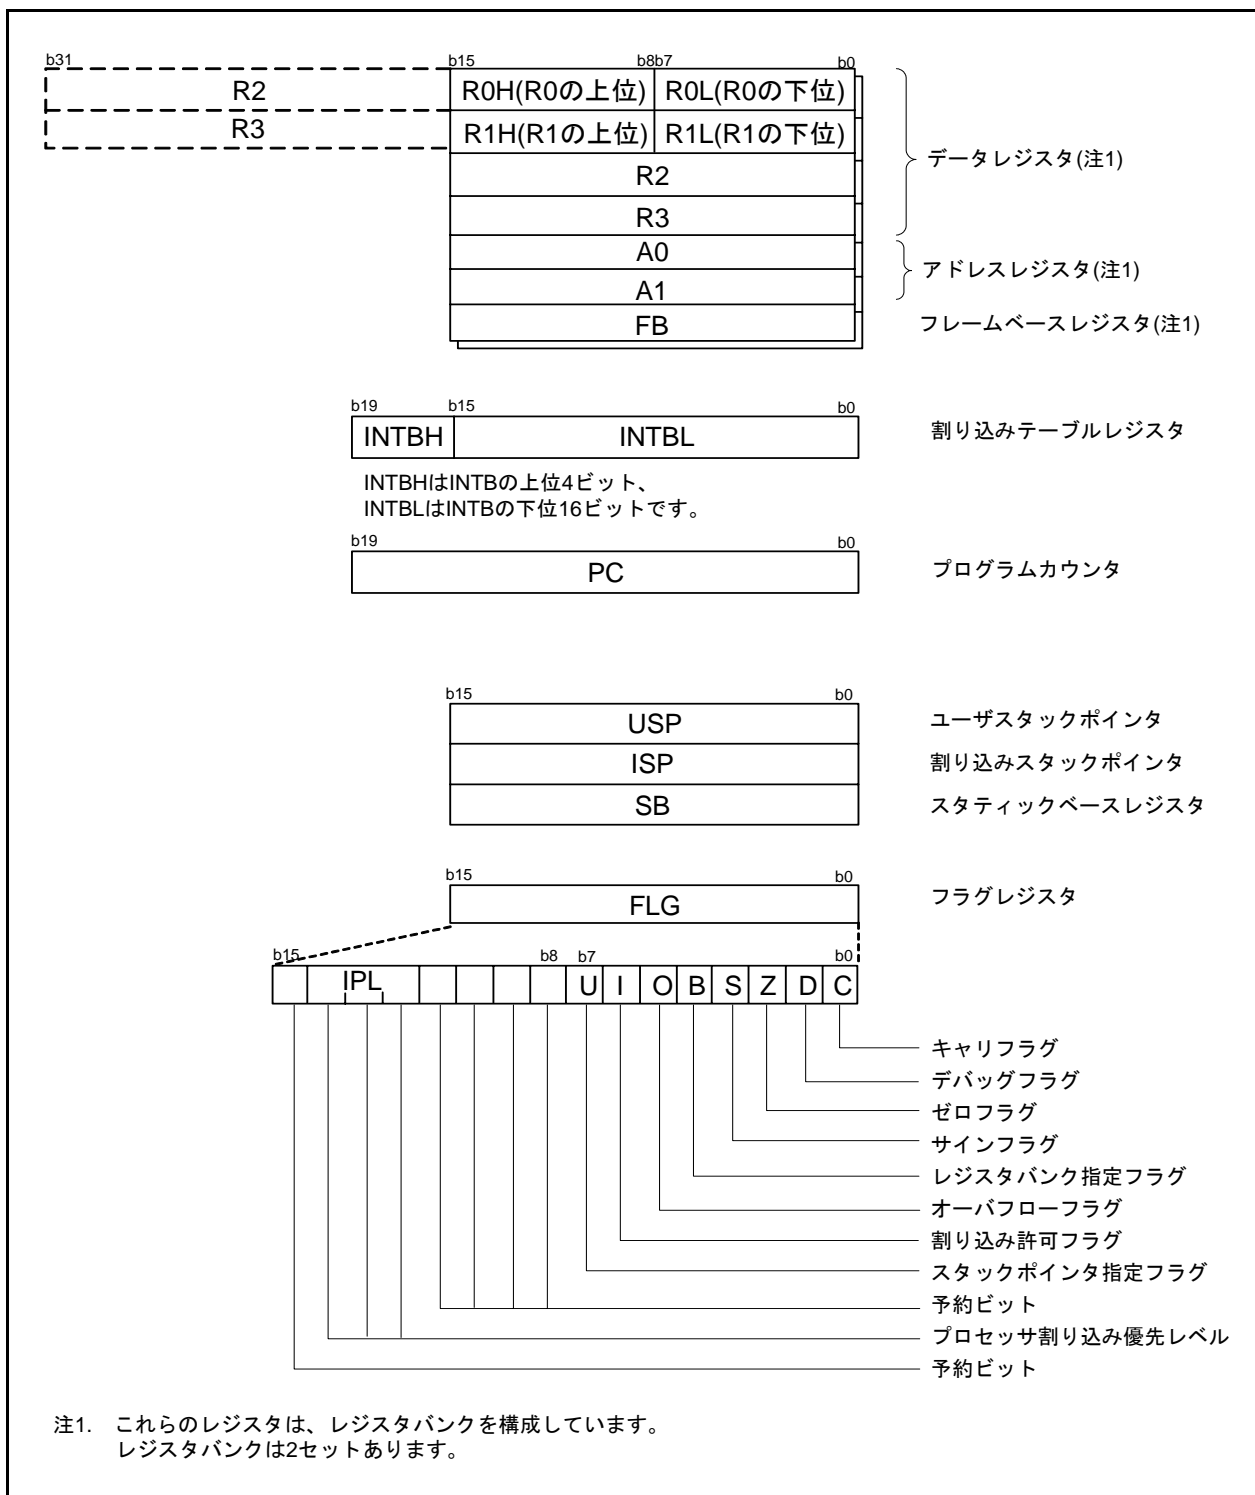 b31 b15 b8b7 b0
R2 R0H(R0の上位) R0L(R0の下位)
R3 R1H(R1の上位) R1L(R1の下位)
データレジスタ(注1)
R2
R3
A0
アドレスレジスタ(注1)
A1
FB フレームベースレジスタ(注1)
b19 b15 b0
INTBH INTBL 割り込みテーブルレジスタ
INTBHはINTBの上位4ビット、
INTBLはINTBの下位16ビットです。
b19 b0
PC プログラムカウンタ
b15 b0
USP ユーザスタックポインタ
ISP 割り込みスタックポインタ
SB スタティックベースレジスタ
b15 b0
FLG フラグレジスタ
b15 b8 b7 b0
IPL U I O B S Z D C
キャリフラグ
デバッグフラグ
ゼロフラグ
サインフラグ
レジスタバンク指定フラグ
オーバフローフラグ
割り込み許可フラグ
スタックポインタ指定フラグ
予約ビット
プロセッサ割り込み優先レベル
予約ビット
注1. これらのレジスタは、レジスタバンクを構成しています。
レジスタバンクは2セットあります。